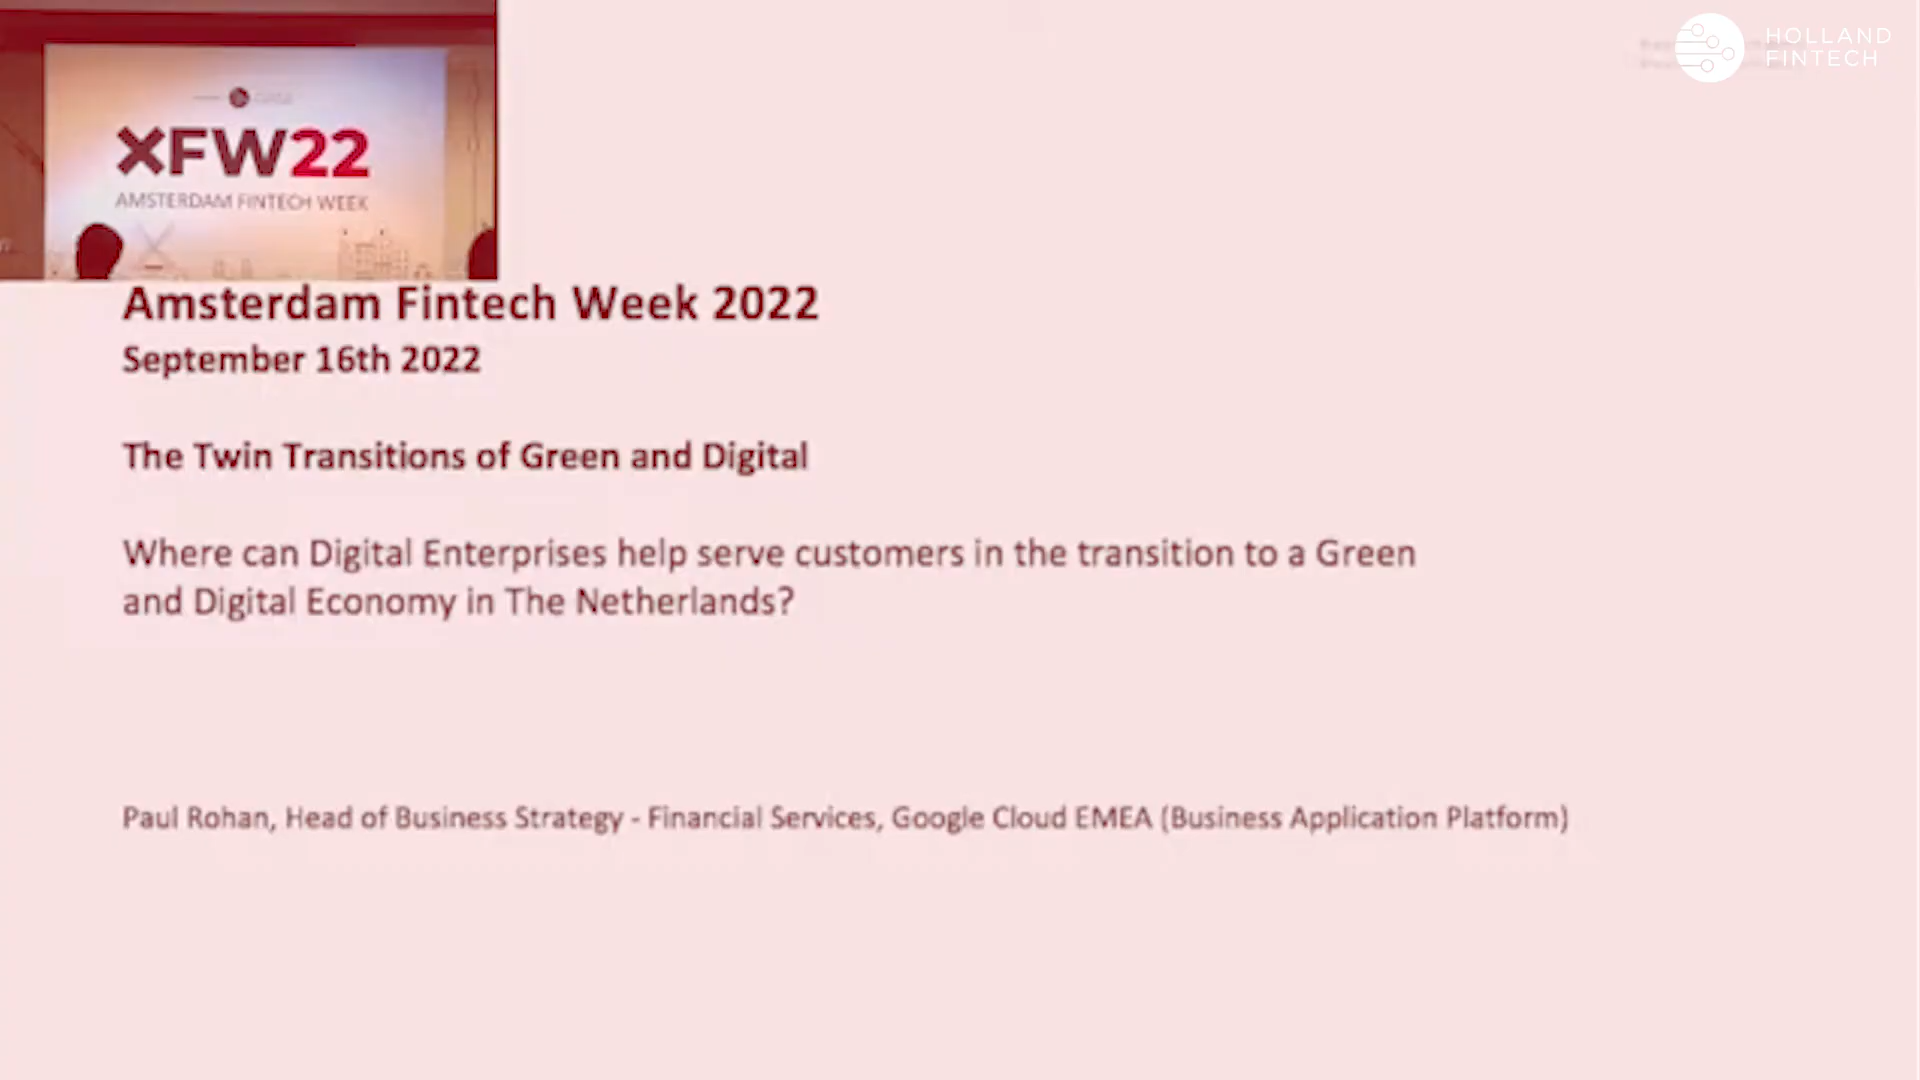 HOLLAND
FINTECH
XFW22
AMSTERDAM FINTECH WEEK
Amsterdam Fintech Week 2022
September 16th 2022
The Twin Transitions of Green and Digital
Where can Digital Enterprises help serve customers in the transition to a Green
and Digital Economy in The Netherlands?
Paul Rohan, Head of Business Strategy - Financial Services, Google Cloud EMEA (Business Application Platform)